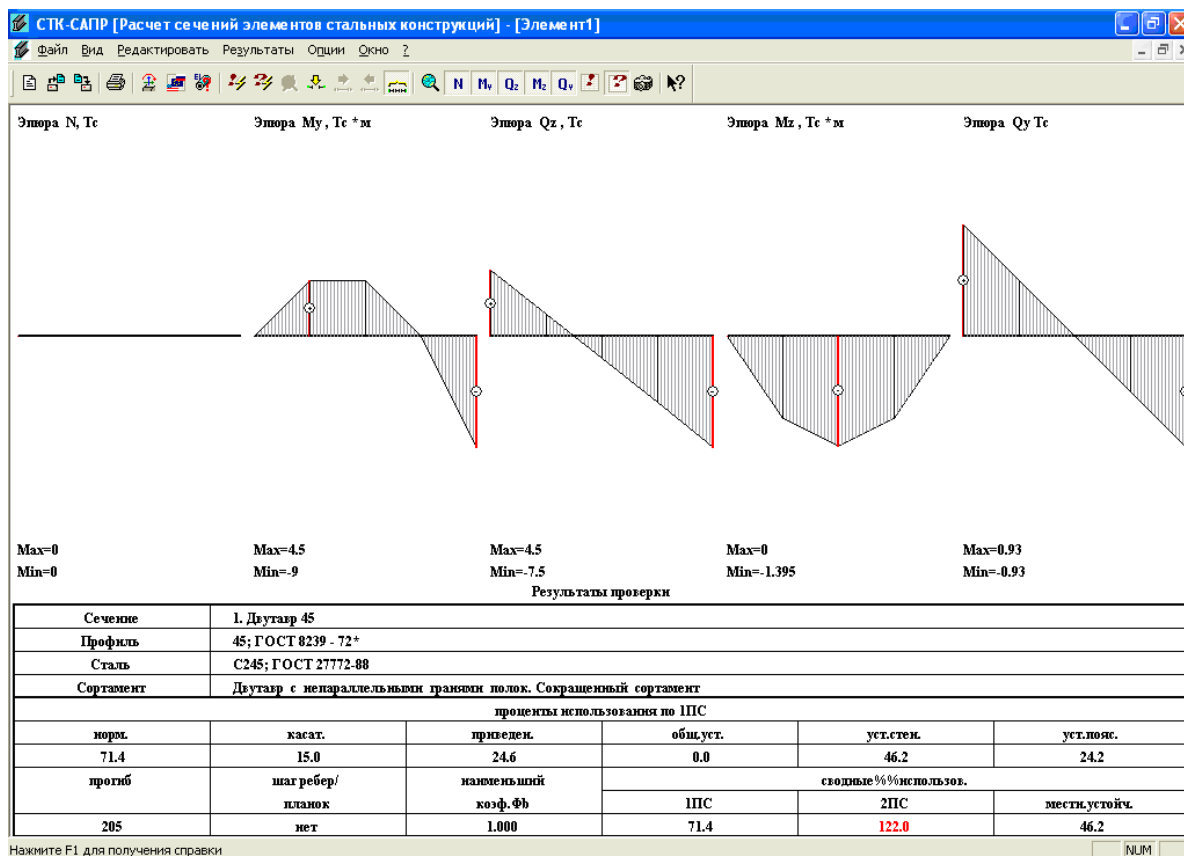 СТК-САПР [Расчет сечений элементов стальных конструкций] - [Элемент1]
Файл Вид Редактировать Результаты Опции Окно ?
N My Qz Mz Qy
Эпюра N, Тс Эпюра My , Тс *м Эпюра Qz , Тс Эпюра Mz , Тс *м Эпюра Qy Тс
Max=0 Max=4.5 Max=4.5 Max=0 Max=0.93
Min=0 Min=-9 Min=-7.5 Min=-1.395 Min=-0.93
Результаты проверки
Сечение 1. Двутавр 45
Профиль 45; ГОСТ 8239 - 72*
Сталь С245; ГОСТ 27772-88
Сортамент Двутавр с непараллельными гранями полок. Сокращенный сортамент
проценты использования по 1ПС
норм. касат. приведен. общ.уст. уст.стен. уст.пояс.
71.4 15.0 24.6 0.0 46.2 24.2
прогиб шаг ребер/ наименьший сводные%%использов.
планок коэф.Фb 1ПС 2ПС местн.устойч.
205 нет 1.000 71.4 122.0 46.2
Нажмите F1 для получения справки NUM